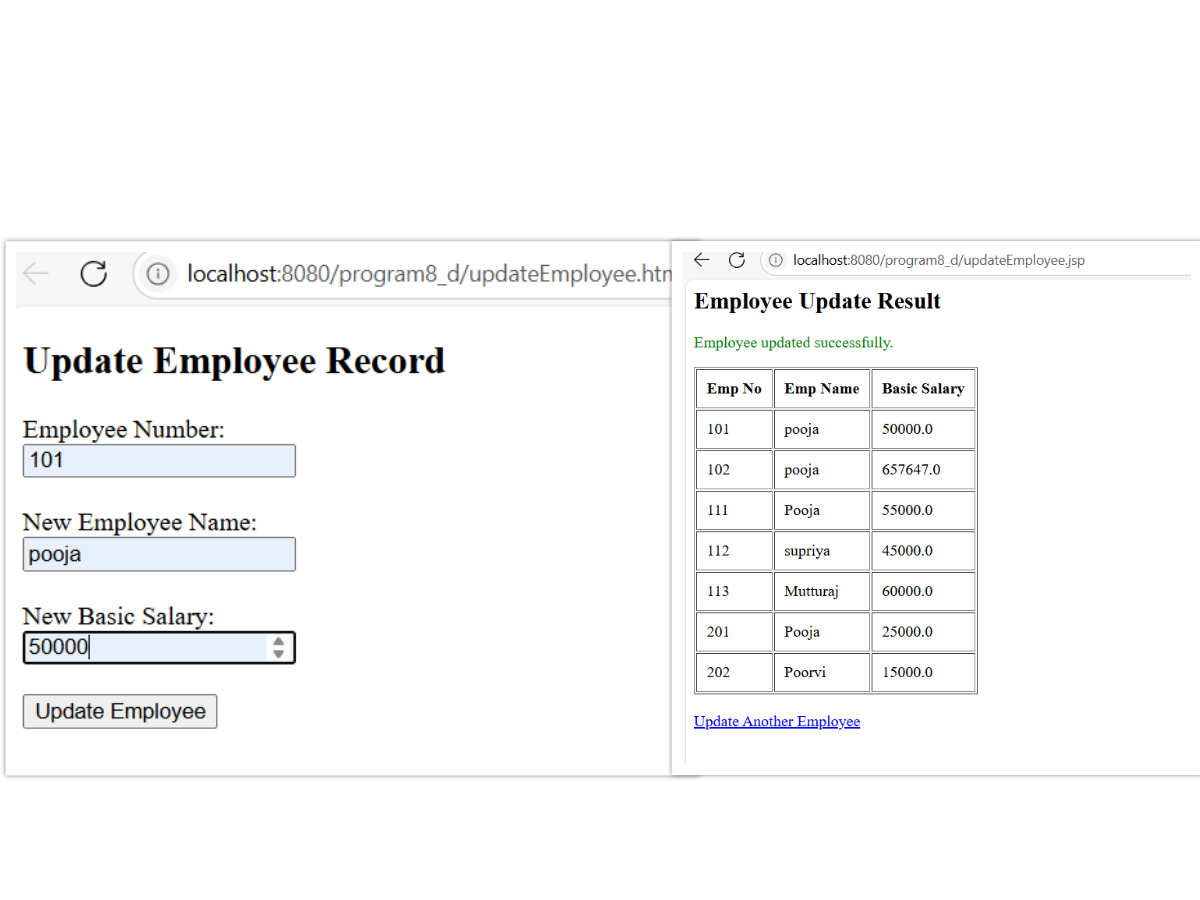 localhost:8080/program8_d/updateEmployee.htm
Update Employee Record
Employee Number:
101
New Employee Name:
pooja
New Basic Salary:
50000
Update Employee
localhost:8080/program8_d/updateEmployee.jsp
Employee Update Result
Employee updated successfully.
Emp No Emp Name Basic Salary
101 pooja 50000.0
102 pooja 657647.0
111 Pooja 55000.0
112 supriya 45000.0
113 Mutturaj 60000.0
201 Pooja 25000.0
202 Poorvi 15000.0
Update Another Employee